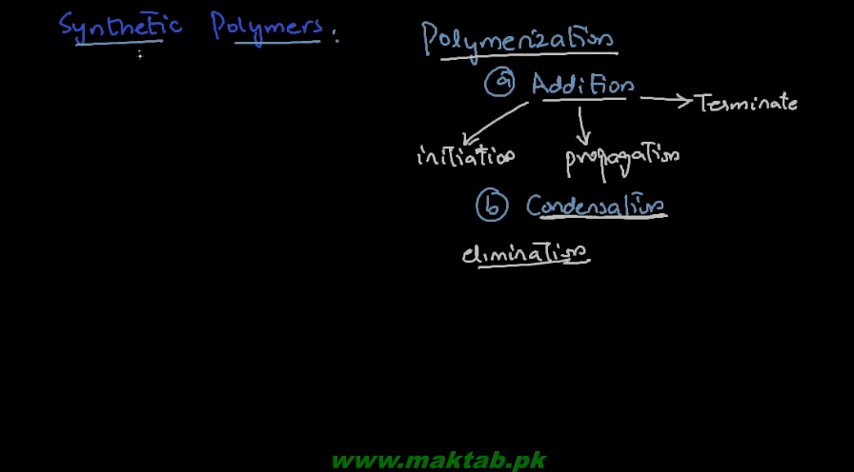 Synthetic Polymers:
Polymerization
(a) Addition
Terminate
initiation propagation
(b) Condensation
elimination
www.maktab.pk